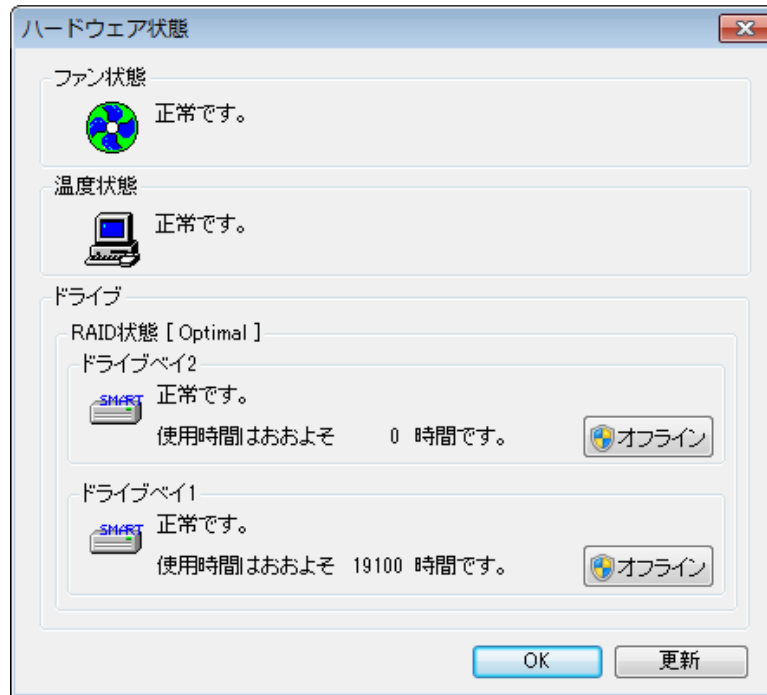 ハードウェア状態
ファン状態
正常です。
温度状態
正常です。
ドライブ
RAID状態 [ Optimal ]
ドライブベイ2
SMART
正常です。
使用時間はおおよそ 0 時間です。
オフライン
ドライブベイ1
SMART
正常です。
使用時間はおおよそ 19100 時間です。
オフライン
OK
更新